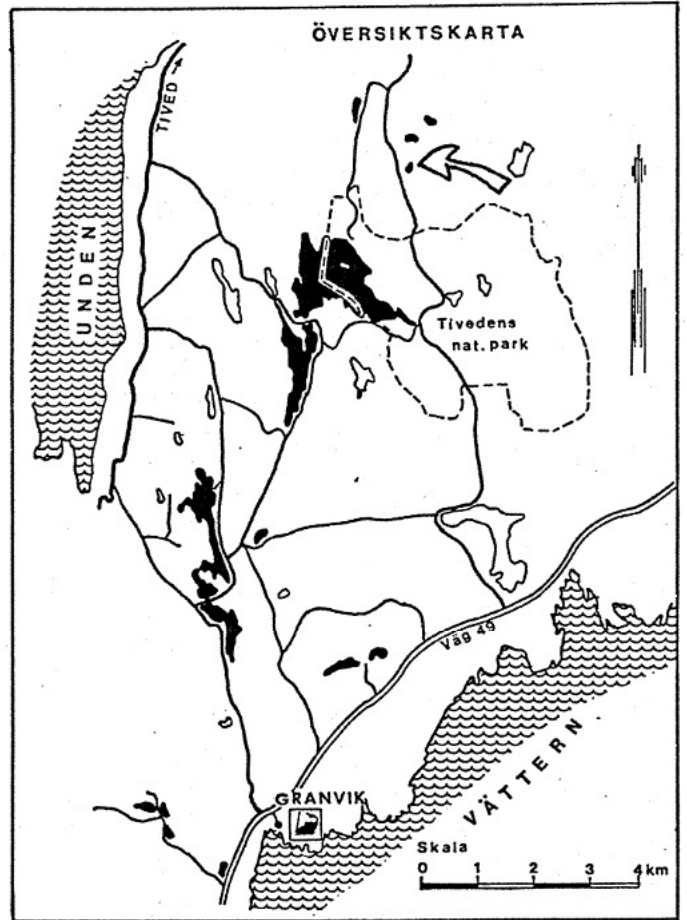 ÖVERSIKTSKARTA
TIVED
UNDEN
Tivedens
nat. park
Väg 49
VÄTTERN
GRANVIK
Skala
0 1 2 3 4 km